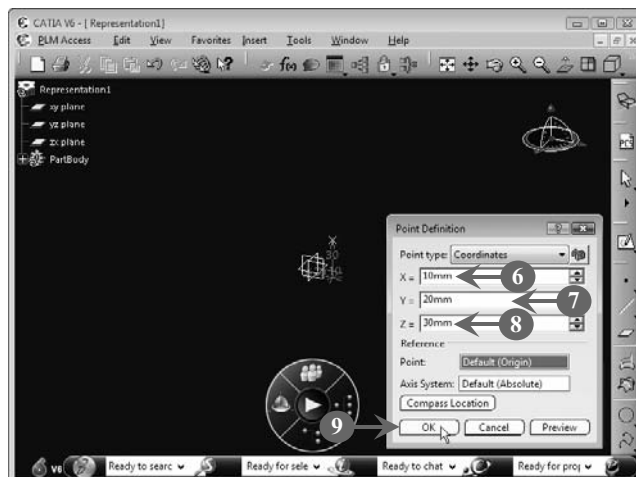 CATIA V6 - [ Representation1]
PLM Access Edit View Favorites Insert Tools Window Help
f(x)
Representation1
xy plane
yz plane
zx plane
PartBody
30
Point Definition
Point type: Coordinates
X = 10mm
6
Y = 20mm
7
Z = 30mm
8
Reference
Point: Default (Origin)
Axis System: Default (Absolute)
Compass Location
9
OK Cancel Preview
V6 Ready to searc Ready for sele Ready to chat Ready for proj